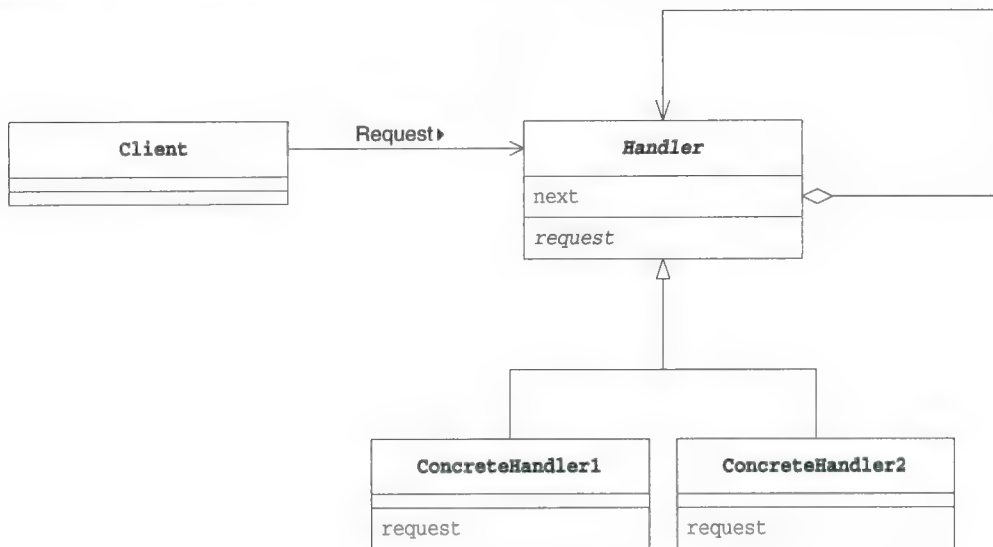 Request
Client
Handler
next
request
ConcreteHandler1
ConcreteHandler2
request
request